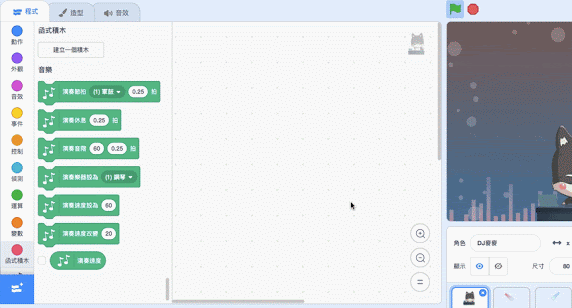 程式
造型
音效
動作
外觀
音效
事件
控制
偵測
運算
變數
函式積木
函式積木
建立一個積木
音樂
演奏節拍 (1) 軍鼓 0.25 拍
演奏休息 0.25 拍
演奏音階 60 0.25 拍
演奏樂器設為 (1) 鋼琴
演奏速度設為 60
演奏速度改變 20
演奏速度
角色 DJ麥麥 x
顯示 尺寸 80